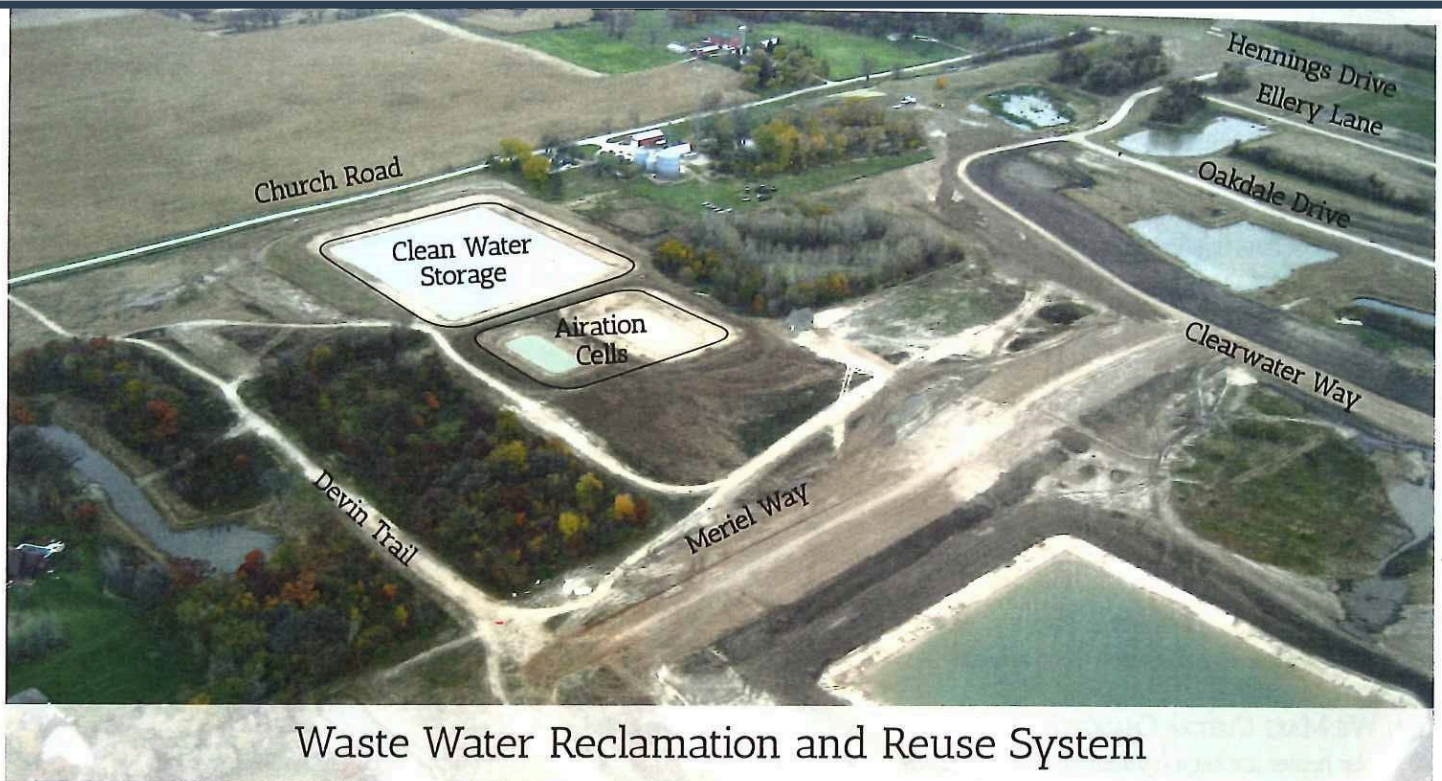 Hennings Drive
Ellery Lane
Church Road
Oakdale Drive
Clean Water
Storage
Airation
Cells
Clearwater Way
Devin Trail
Meriel Way
Waste Water Reclamation and Reuse System